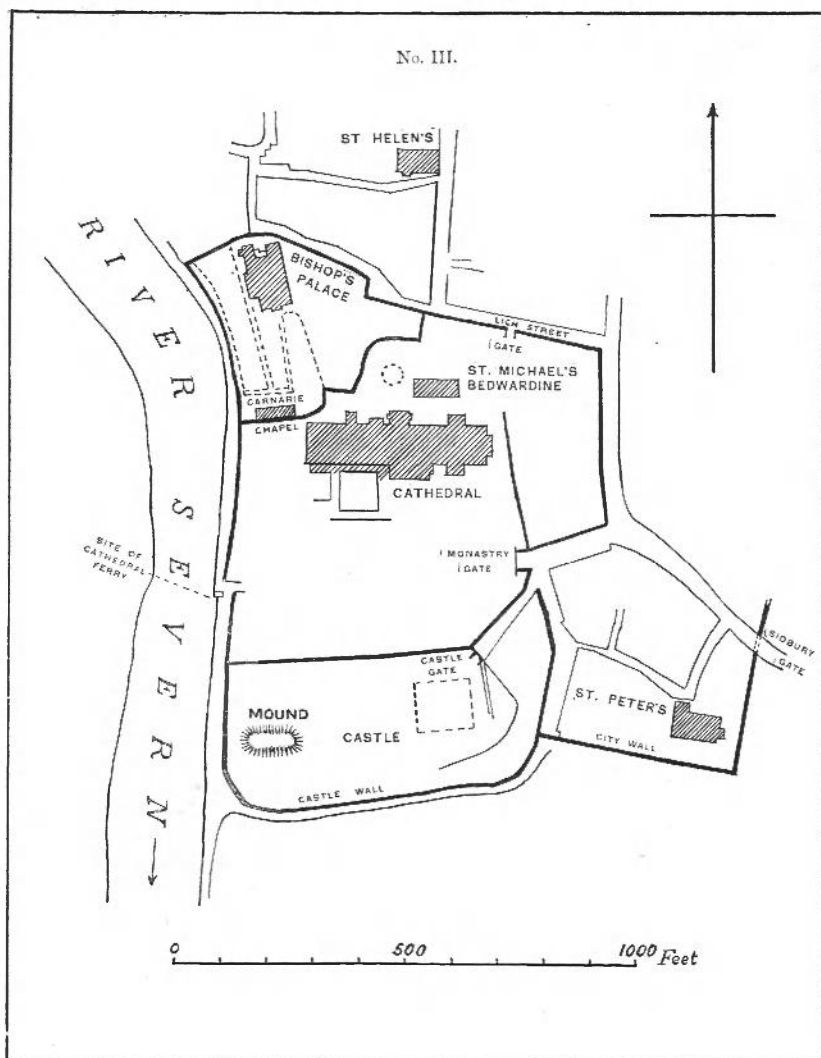 No. III.
ST HELEN'S
RIVER SEVERN
BISHOP'S
PALACE
LICH STREET
GATE
ST. MICHAEL'S
BEDWARDINE
CARNARIE
CHAPEL
CATHEDRAL
SITE OF
CATHEDRAL
FERRY
MONASTRY
GATE
SIDBURY
GATE
CASTLE
GATE
ST. PETER'S
MOUND
CASTLE
CITY WALL
CASTLE WALL
0 500 1000 Feet